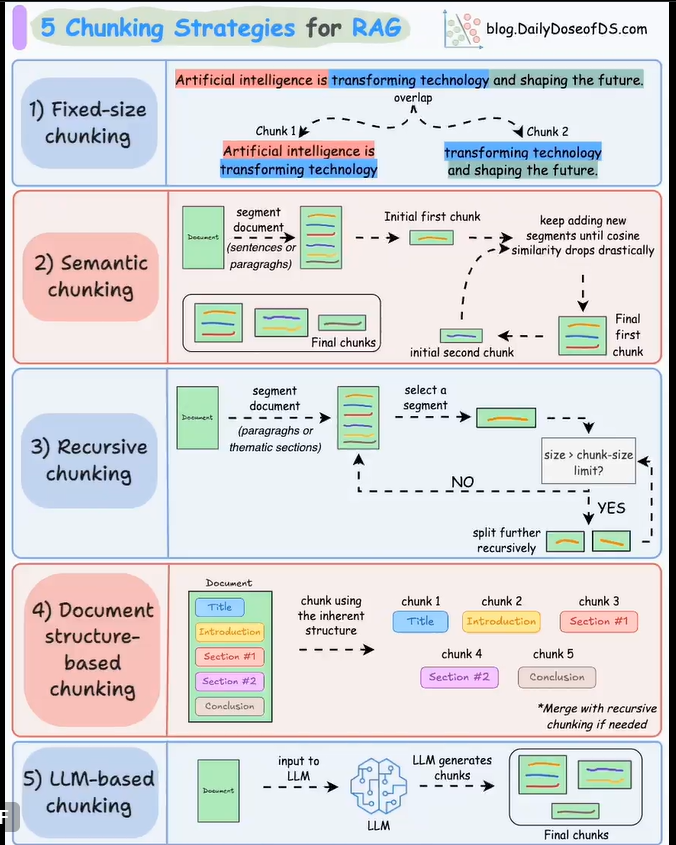 5 Chunking Strategies for RAG
blog.DailyDoseofDS.com
1) Fixed-size
chunking
Artificial intelligence is transforming technology and shaping the future.
overlap
Chunk 1
Artificial intelligence is
transforming technology
Chunk 2
transforming technology
and shaping the future.
2) Semantic
chunking
Document
segment
document
(sentences or
paragraghs)
Initial first chunk
keep adding new
segments until cosine
similarity drops drastically
Final
first
chunk
initial second chunk
Final chunks
3) Recursive
chunking
Document
segment
document
(paragraghs or
thematic sections)
select a
segment
size > chunk-size
limit?
NO
YES
split further
recursively
4) Document
structure-
based
chunking
Document
Title
Introduction
Section #1
Section #2
Conclusion
chunk using
the inherent
structure
chunk 1
Title
chunk 2
Introduction
chunk 3
Section #1
chunk 4
Section #2
chunk 5
Conclusion
*Merge with recursive
chunking if needed
5) LLM-based
chunking
Document
input to
LLM
LLM
LLM generates
chunks
Final chunks
F